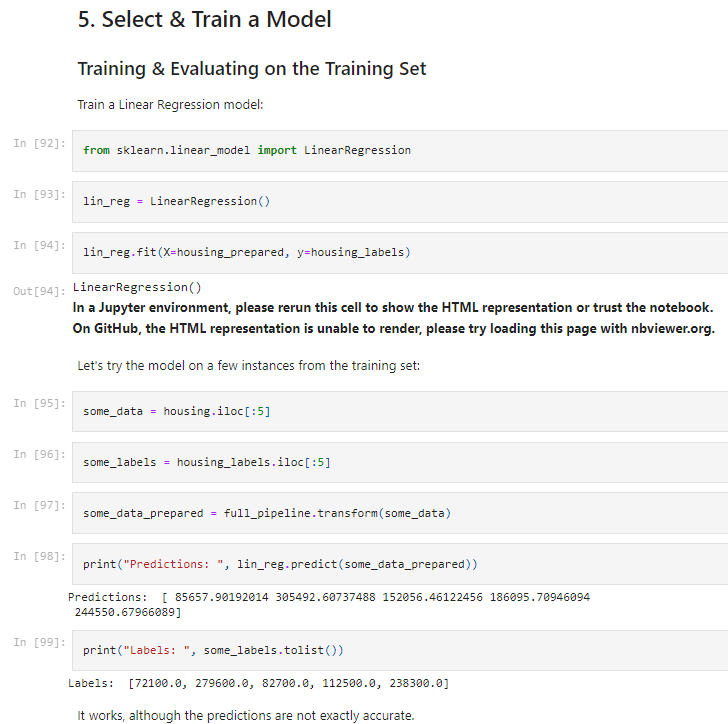 5. Select & Train a Model
Training & Evaluating on the Training Set
Train a Linear Regression model:
In [92]: from sklearn.linear_model import LinearRegression
In [93]: lin_reg = LinearRegression()
In [94]: lin_reg.fit(X=housing_prepared, y=housing_labels)
Out[94]: LinearRegression()
In a Jupyter environment, please rerun this cell to show the HTML representation or trust the notebook.
On GitHub, the HTML representation is unable to render, please try loading this page with nbviewer.org.
Let's try the model on a few instances from the training set:
In [95]: some_data = housing.iloc[:5]
In [96]: some_labels = housing_labels.iloc[:5]
In [97]: some_data_prepared = full_pipeline.transform(some_data)
In [98]: print("Predictions: ", lin_reg.predict(some_data_prepared))
Predictions:  [ 85657.90192014 305492.60737488 152056.46122456 186095.70946094
244550.67966089]
In [99]: print("Labels: ", some_labels.tolist())
Labels:  [72100.0, 279600.0, 82700.0, 112500.0, 238300.0]
It works, although the predictions are not exactly accurate.